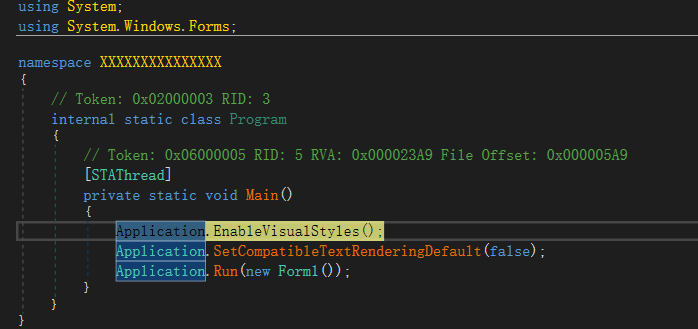 using System;
using System.Windows.Forms;
namespace XXXXXXXXXXXXXXX
{
// Token: 0x02000003 RID: 3
internal static class Program
{
// Token: 0x06000005 RID: 5 RVA: 0x000023A9 File Offset: 0x000005A9
[STAThread]
private static void Main()
{
Application.EnableVisualStyles();
Application.SetCompatibleTextRenderingDefault(false);
Application.Run(new Form1());
}
}
}